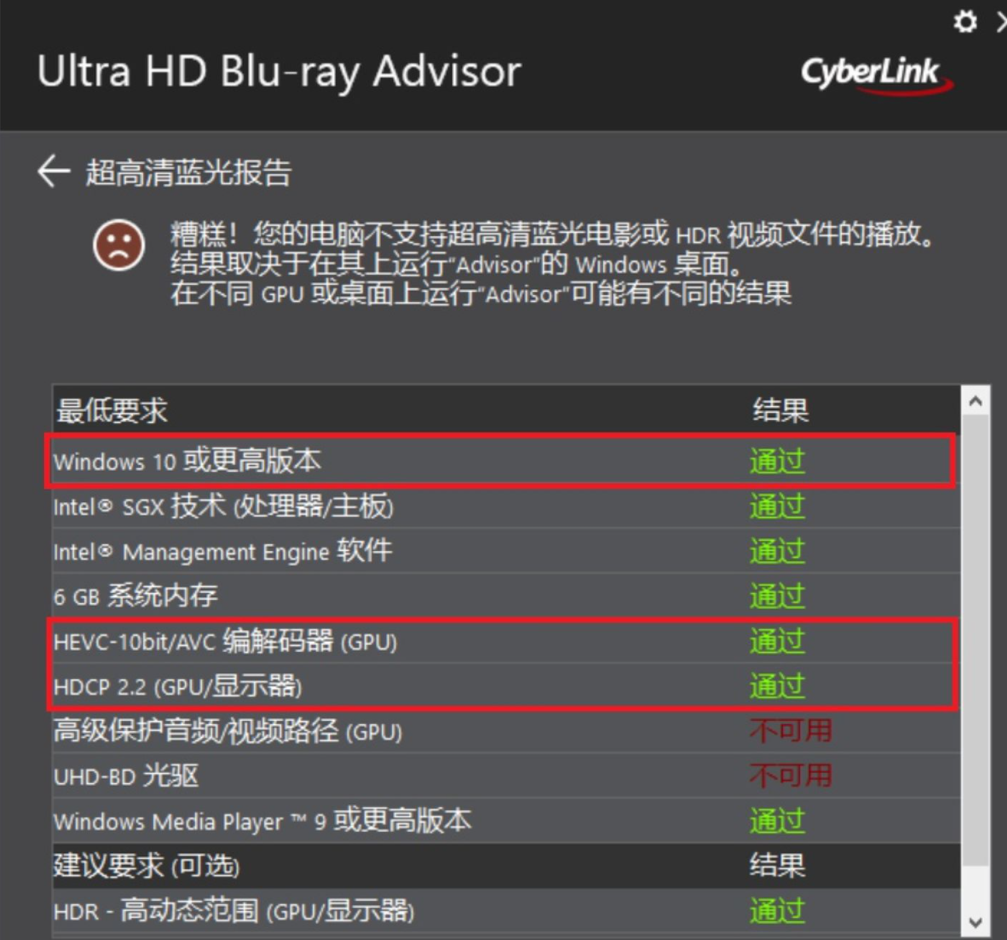 Ultra HD Blu-ray Advisor
CyberLink
超高清蓝光报告
糟糕！您的电脑不支持超高清蓝光电影或 HDR 视频文件的播放。
结果取决于在其上运行“Advisor”的 Windows 桌面。
在不同 GPU 或桌面上运行“Advisor”可能有不同的结果
最低要求 结果
Windows 10 或更高版本 通过
Intel® SGX 技术 (处理器/主板) 通过
Intel® Management Engine 软件 通过
6 GB 系统内存 通过
HEVC-10bit/AVC 编解码器 (GPU) 通过
HDCP 2.2 (GPU/显示器) 通过
高级保护音频/视频路径 (GPU) 不可用
UHD-BD 光驱 不可用
Windows Media Player ™ 9 或更高版本 通过
建议要求 (可选) 结果
HDR - 高动态范围 (GPU/显示器) 通过